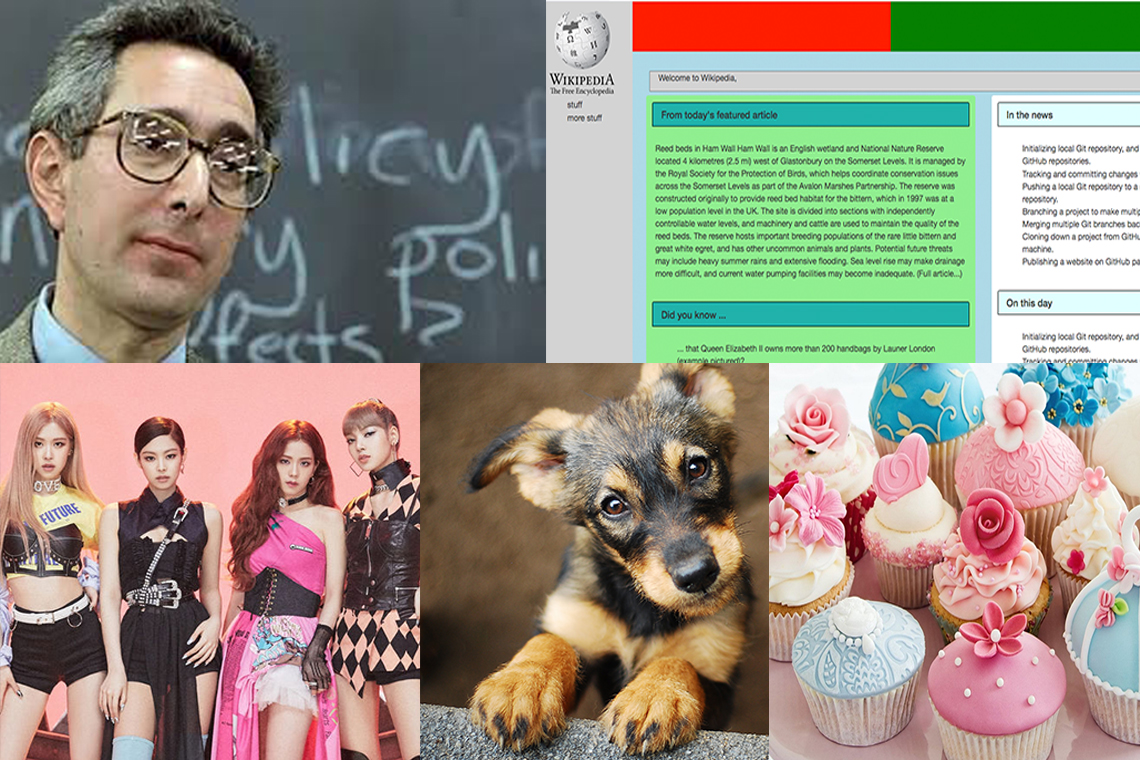 licy
y poli
ffects
WIKIPEDIA
The Free Encyclopedia
stuff
more stuff
Welcome to Wikipedia,
From today's featured article
Reed beds in Ham Wall Ham Wall is an English wetland and National Nature Reserve
located 4 kilometres (2.5 mi) west of Glastonbury on the Somerset Levels. It is managed by
the Royal Society for the Protection of Birds, which helps coordinate conservation issues
across the Somerset Levels as part of the Avalon Marshes Partnership. The reserve was
constructed originally to provide reed bed habitat for the bittern, which in 1997 was at a
low population level in the UK. The site is divided into sections with independently
controllable water levels, and machinery and cattle are used to maintain the quality of the
reed beds. The reserve hosts important breeding populations of the rare little bittern and
great white egret, and has other uncommon animals and plants. Potential future threats
may include heavy summer rains and extensive flooding. Sea level rise may make drainage
more difficult, and current water pumping facilities may become inadequate. (Full article...)
Did you know ...
... that Queen Elizabeth II owns more than 200 handbags by Launer London
(example pictured)?
In the news
Initializing local Git repository, and
GitHub repositories.
Tracking and committing changes
Pushing a local Git repository to a
repository.
Branching a project to make multip
Merging multiple Git branches bac
Cloning down a project from GitHu
machine.
Publishing a website on GitHub pa
On this day
Initializing local Git repository, and
GitHub repositories.
Tracking and committing changes
FUTURE